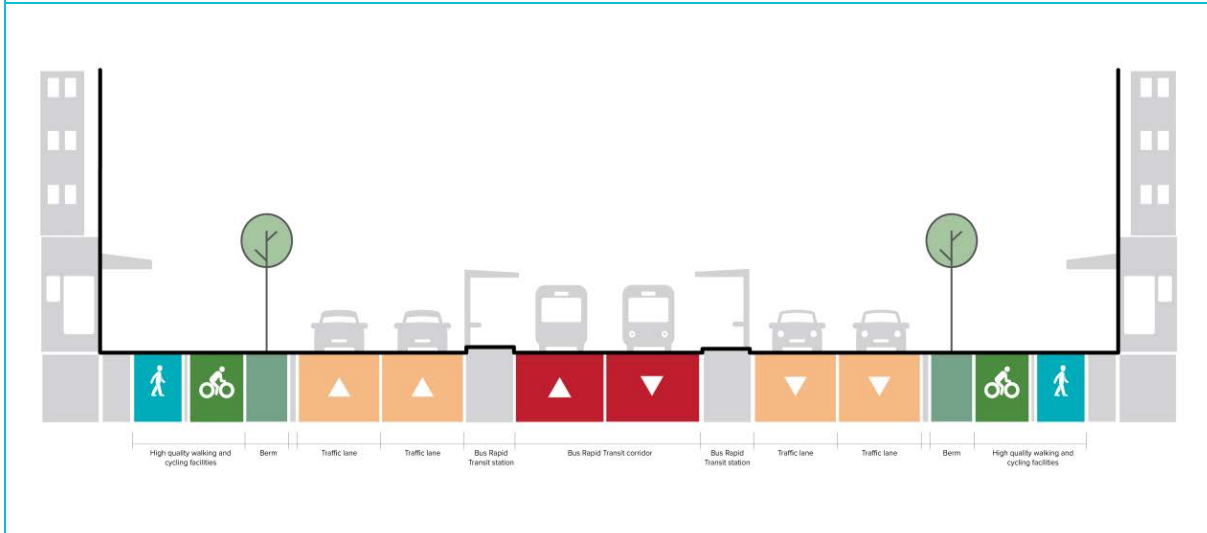 High quality walking and
cycling facilities
Berm
Traffic lane
Traffic lane
Bus Rapid
Transit station
Bus Rapid Transit corridor
Bus Rapid
Transit station
Traffic lane
Traffic lane
Berm
High quality walking and
cycling facilities